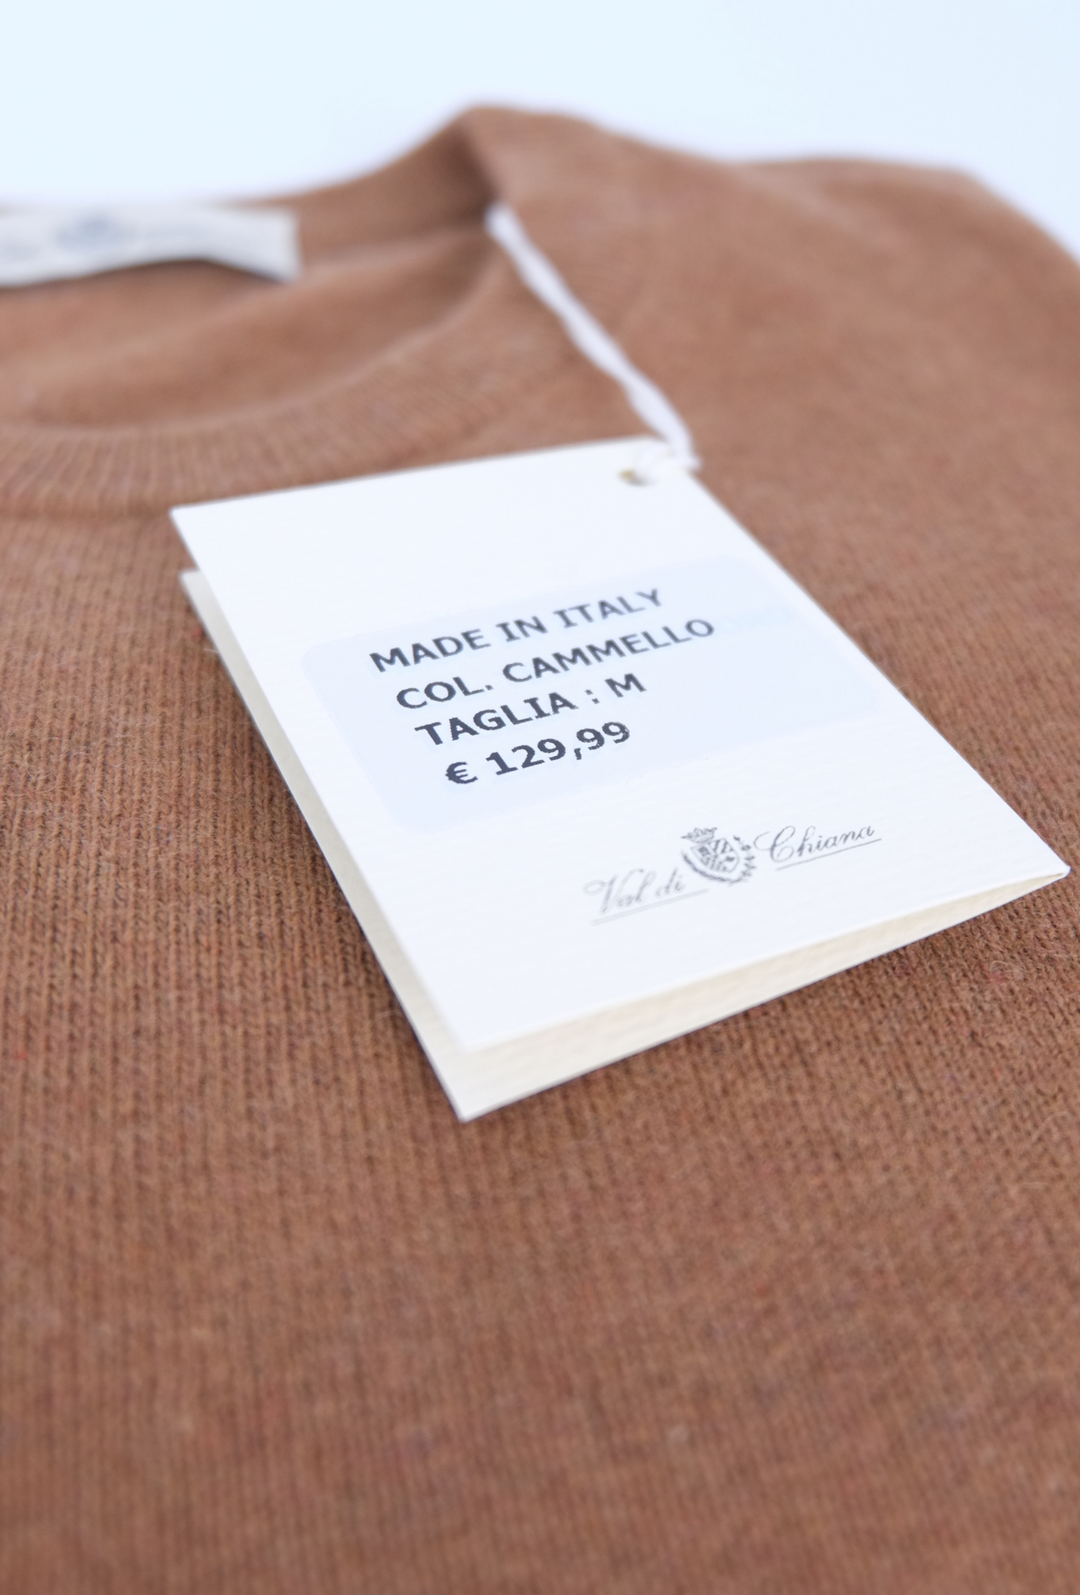 MADE IN ITALY
COL. CAMMELLO
TAGLIA : M
€ 129,99
Val di Chiana